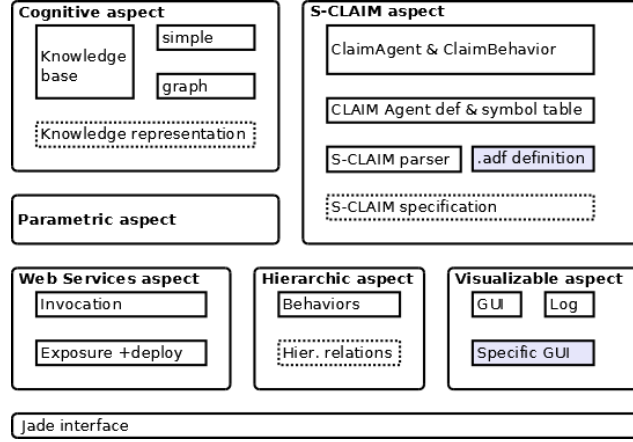 Cognitive aspect
Knowledge
base
simple
graph
Knowledge representation
S-CLAIM aspect
ClaimAgent & ClaimBehavior
CLAIM Agent def & symbol table
S-CLAIM parser
.adf definition
S-CLAIM specification
Parametric aspect
Web Services aspect
Invocation
Exposure +deploy
Hierarchic aspect
Behaviors
Hier. relations
Visualizable aspect
GUI
Log
Specific GUI
Jade interface